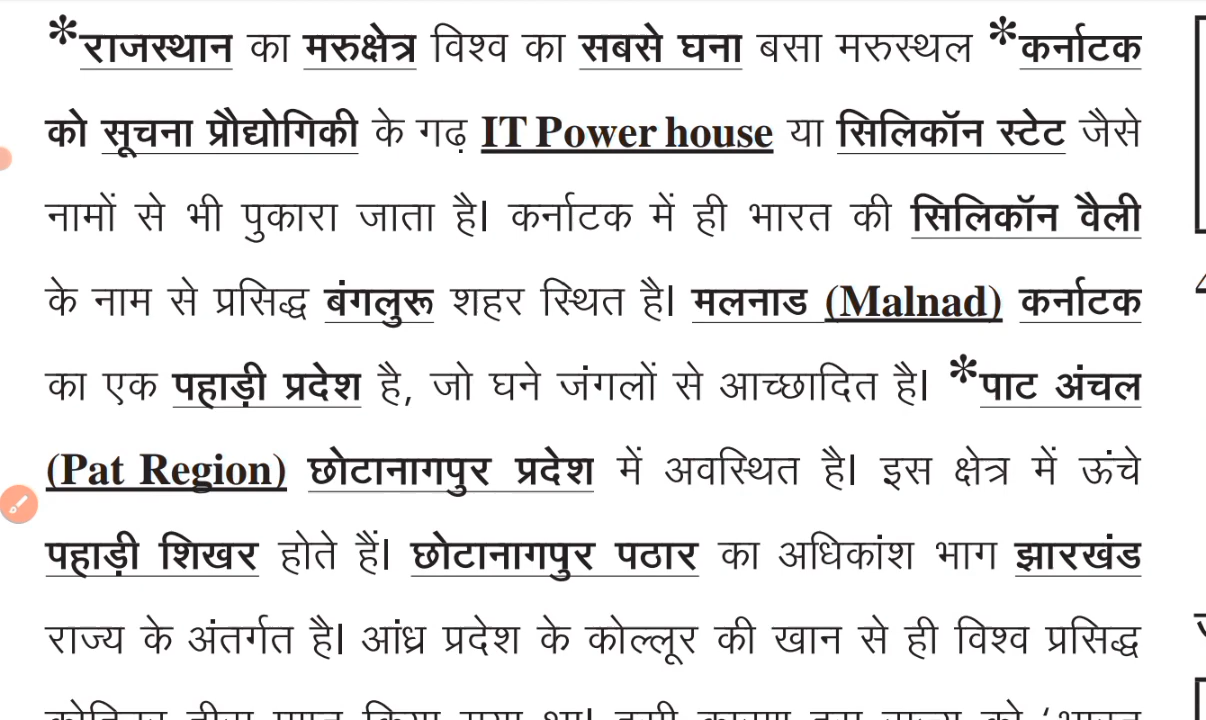 *राजस्थान का मरुक्षेत्र विश्व का सबसे घना बसा मरुस्थल *कर्नाटक
को सूचना प्रौद्योगिकी के गढ़ IT Power house या सिलिकॉन स्टेट जैसे
नामों से भी पुकारा जाता है। कर्नाटक में ही भारत की सिलिकॉन वैली
के नाम से प्रसिद्ध बंगलुरू शहर स्थित है। मलनाड (Malnad) कर्नाटक
का एक पहाड़ी प्रदेश है, जो घने जंगलों से आच्छादित है। *पाट अंचल
(Pat Region) छोटानागपुर प्रदेश में अवस्थित है। इस क्षेत्र में ऊंचे
पहाड़ी शिखर होते हैं। छोटानागपुर पठार का अधिकांश भाग झारखंड
राज्य के अंतर्गत है। आंध्र प्रदेश के कोल्लूर की खान से ही विश्व प्रसिद्ध